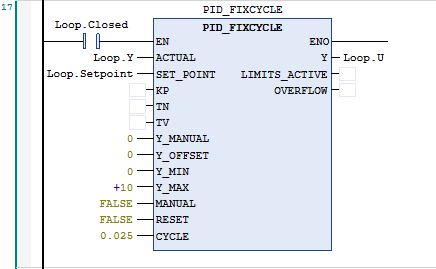 17
PID_FIXCYCLE
Loop.Closed PID_FIXCYCLE
EN ENO
Loop.Y ACTUAL Y Loop.U
Loop.Setpoint SET_POINT LIMITS_ACTIVE
KP OVERFLOW
TN
TV
0 Y_MANUAL
0 Y_OFFSET
0 Y_MIN
+10 Y_MAX
FALSE MANUAL
FALSE RESET
0.025 CYCLE